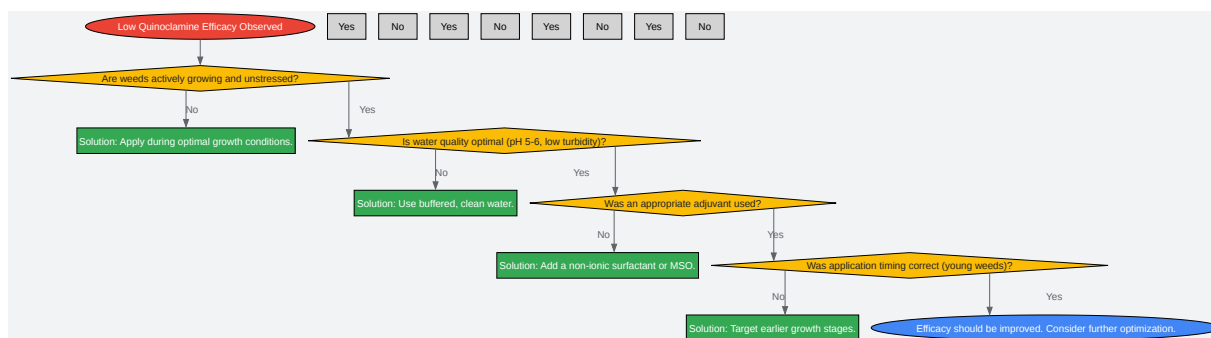 Low Quinoclamine Efficacy Observed
Yes
No
Yes
No
Yes
No
Yes
No
Are weeds actively growing and unstressed?
No
Yes
Solution: Apply during optimal growth conditions.
Is water quality optimal (pH 5-6, low turbidity)?
No
Yes
Solution: Use buffered, clean water.
Was an appropriate adjuvant used?
No
Yes
Solution: Add a non-ionic surfactant or MSO.
Was application timing correct (young weeds)?
No
Yes
Solution: Target earlier growth stages.
Efficacy should be improved. Consider further optimization.